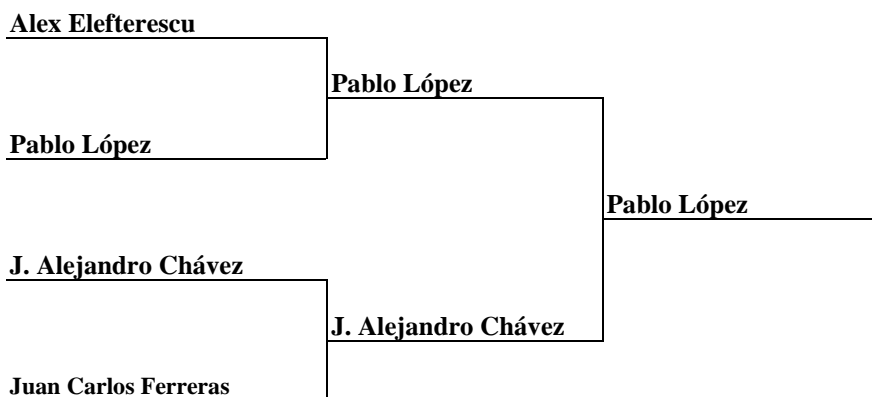 Alex Elefterescu
Pablo López
Pablo López
Pablo López
J. Alejandro Chávez
J. Alejandro Chávez
Juan Carlos Ferreras